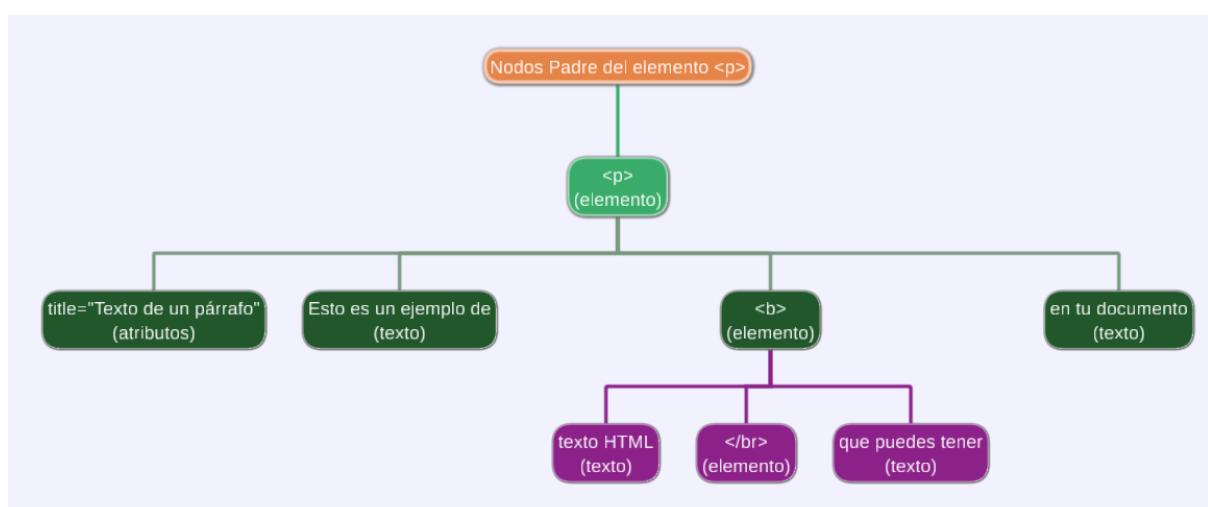 Nodos Padre del elemento <p>
<p>
(elemento)
title="Texto de un párrafo"
(atributos)
Esto es un ejemplo de
(texto)
<b>
(elemento)
en tu documento
(texto)
texto HTML
(texto)
</br>
(elemento)
que puedes tener
(texto)